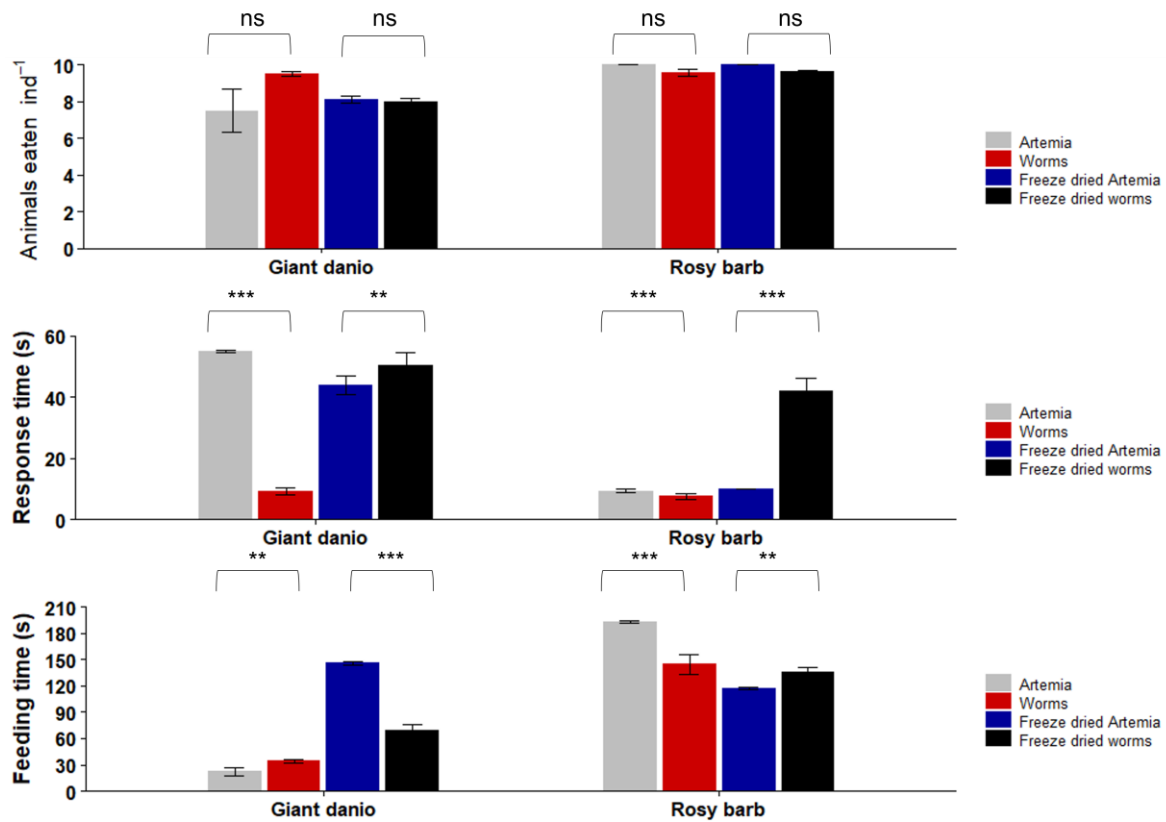 ns ns ns ns
Animals eaten ind⁻¹
10
8
6
4
2
0
Giant danio Rosy barb
Artemia
Worms
Freeze dried Artemia
Freeze dried worms
*** ** *** ***
Response time (s)
60
40
20
0
Giant danio Rosy barb
Artemia
Worms
Freeze dried Artemia
Freeze dried worms
** *** *** **
Feeding time (s)
210
180
150
120
90
60
30
0
Giant danio Rosy barb
Artemia
Worms
Freeze dried Artemia
Freeze dried worms